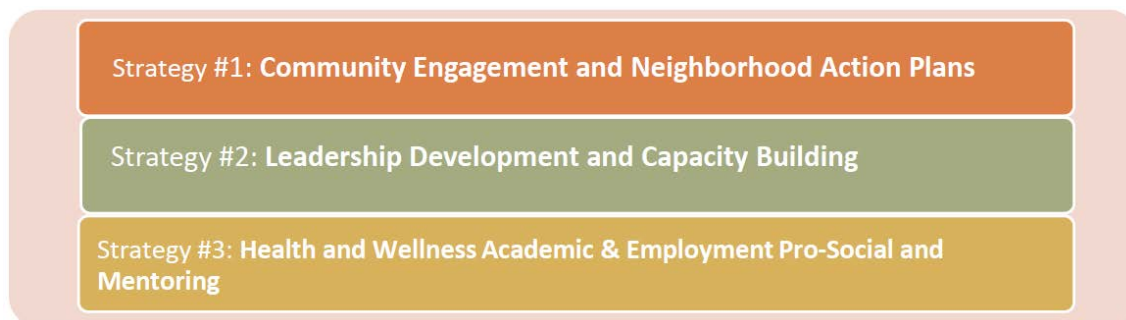 Strategy #1: Community Engagement and Neighborhood Action Plans
Strategy #2: Leadership Development and Capacity Building
Strategy #3: Health and Wellness Academic & Employment Pro-Social and
Mentoring